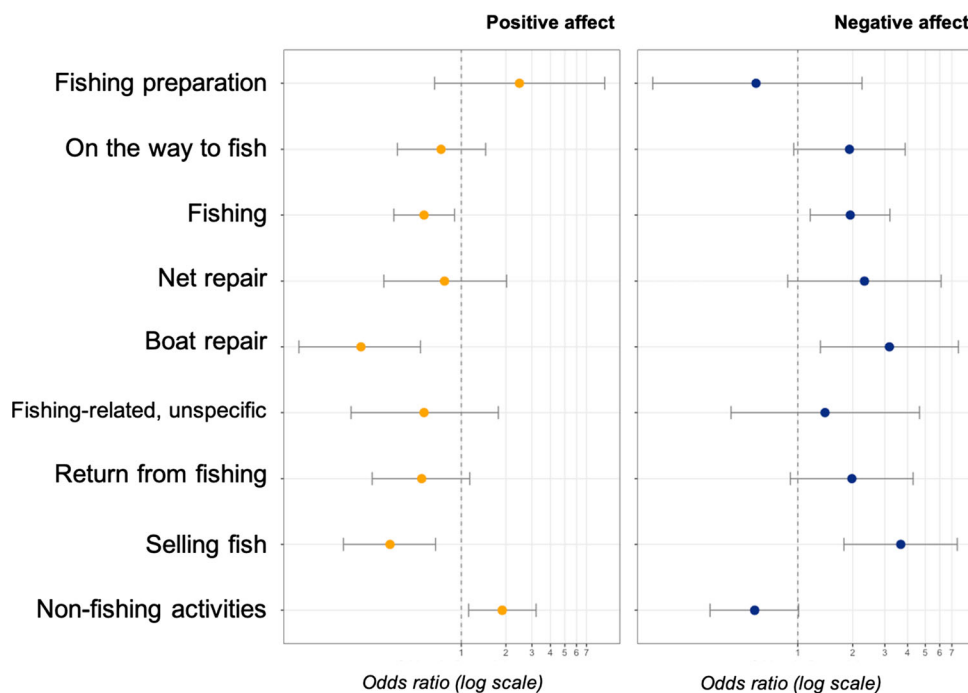 Positive affect
Negative affect
Fishing preparation
On the way to fish
Fishing
Net repair
Boat repair
Fishing-related, unspecific
Return from fishing
Selling fish
Non-fishing activities
1 2 3 4 5 6 7
1 2 3 4 5 6 7
Odds ratio (log scale)
Odds ratio (log scale)